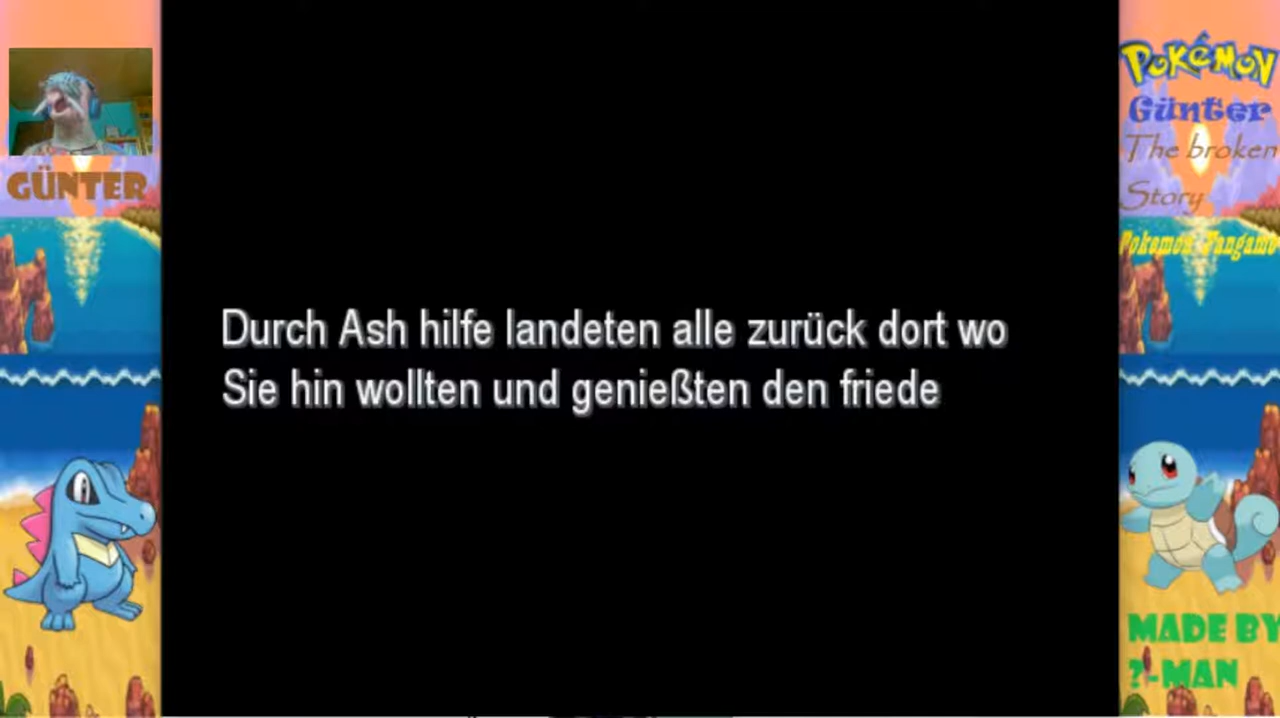 GÜNTER
Durch Ash hilfe landeten alle zurück dort wo
Sie hin wollten und genießten den friede
POKéMON
Günter
The broken
Story
Pokemon Fangame
MADE BY
?-MAN